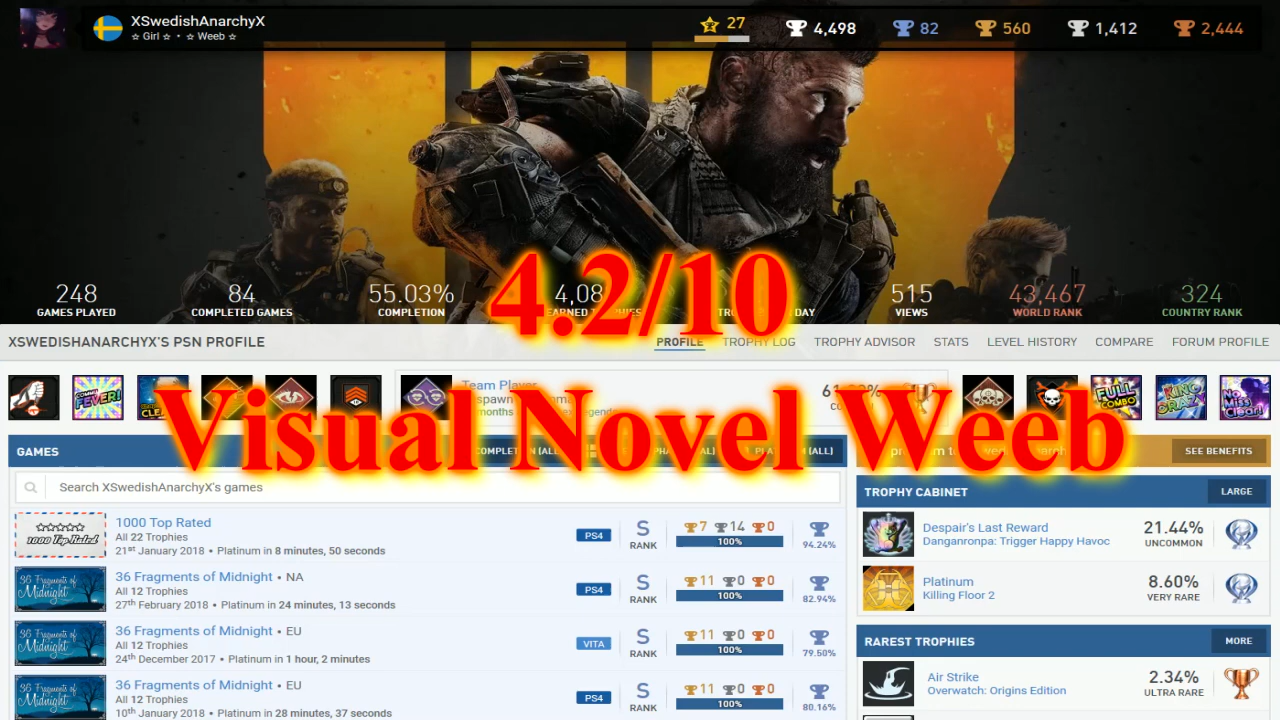 XSwedishAnarchyX
☆ Girl ☆ • ☆ Weeb ☆
27
4,498
82
560
1,412
2,444
4.2/10
248
GAMES PLAYED
84
COMPLETED GAMES
55.03%
COMPLETION
4,08
515
VIEWS
43,467
WORLD RANK
324
COUNTRY RANK
XSWEDISHANARCHYX'S PSN PROFILE
PROFILE
TROPHY LOG
TROPHY ADVISOR
STATS
LEVEL HISTORY
COMPARE
FORUM PROFILE
Team Player
Visual Novel Weeb
GAMES
SEE BENEFITS
Search XSwedishAnarchyX's games
1000 Top Rated
All 22 Trophies
21st January 2018 • Platinum in 8 minutes, 50 seconds
PS4
S
RANK
7 14 0
100%
94.24%
36 Fragments of Midnight • NA
All 12 Trophies
27th February 2018 • Platinum in 24 minutes, 13 seconds
PS4
S
RANK
11 0 0
100%
82.94%
36 Fragments of Midnight • EU
All 12 Trophies
24th December 2017 • Platinum in 1 hour, 2 minutes
VITA
S
RANK
11 0 0
100%
79.50%
36 Fragments of Midnight • EU
All 12 Trophies
10th January 2018 • Platinum in 28 minutes, 37 seconds
PS4
S
RANK
11 0 0
100%
80.16%
TROPHY CABINET
LARGE
Despair's Last Reward
Danganronpa: Trigger Happy Havoc
21.44%
UNCOMMON
Platinum
Killing Floor 2
8.60%
VERY RARE
RAREST TROPHIES
MORE
Air Strike
Overwatch: Origins Edition
2.34%
ULTRA RARE